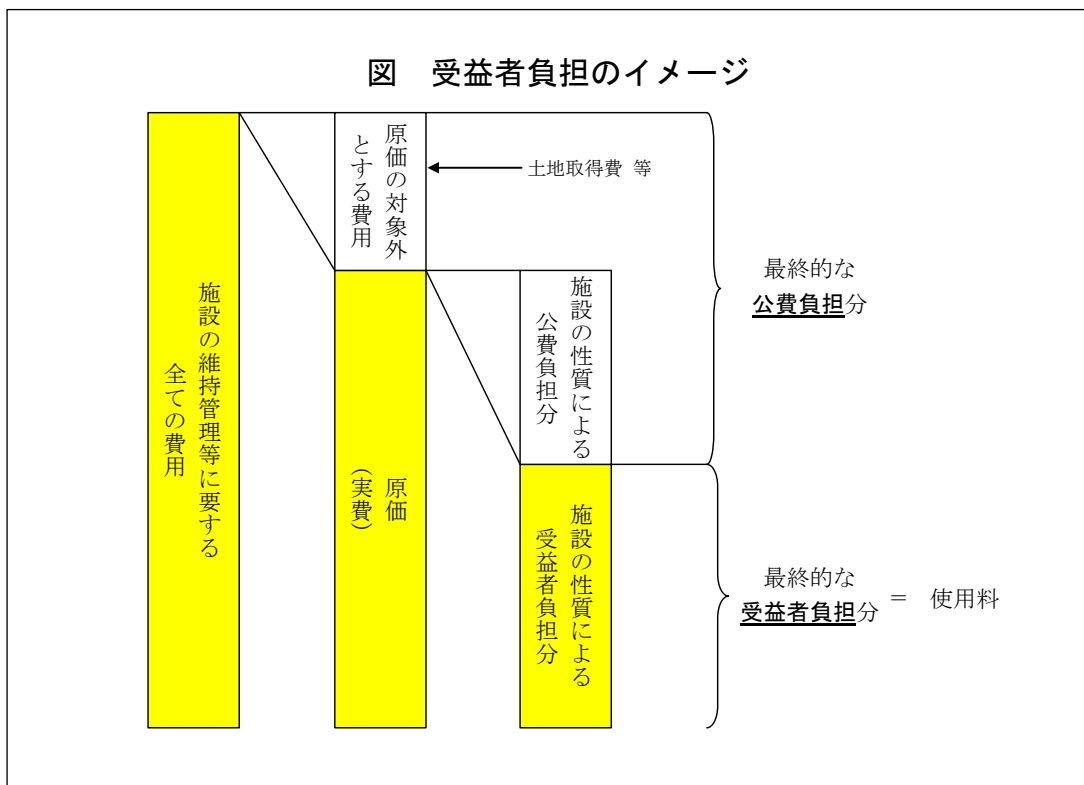 図　受益者負担のイメージ
施設の維持管理等に要する
全ての費用
原価の対象外
とする費用
土地取得費 等
原価
(実費)
施設の性質による
公費負担分
施設の性質による
受益者負担分
最終的な
公費負担分
最終的な
受益者負担分 ＝ 使用料